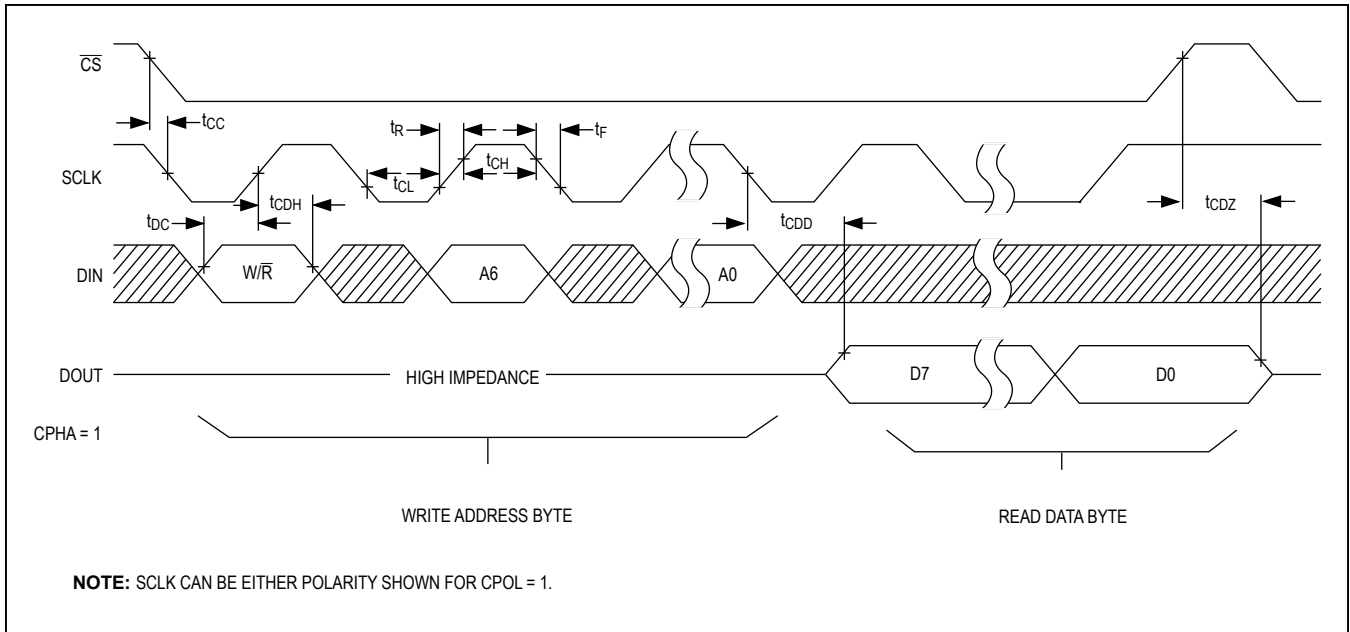 CS
tCC
tR
tF
tCH
SCLK
tCL
tCDH
tCDD
tCDZ
tDC
DIN
W/R
A6
A0
DOUT
HIGH IMPEDANCE
D7
D0
CPHA = 1
WRITE ADDRESS BYTE
READ DATA BYTE
NOTE: SCLK CAN BE EITHER POLARITY SHOWN FOR CPOL = 1.